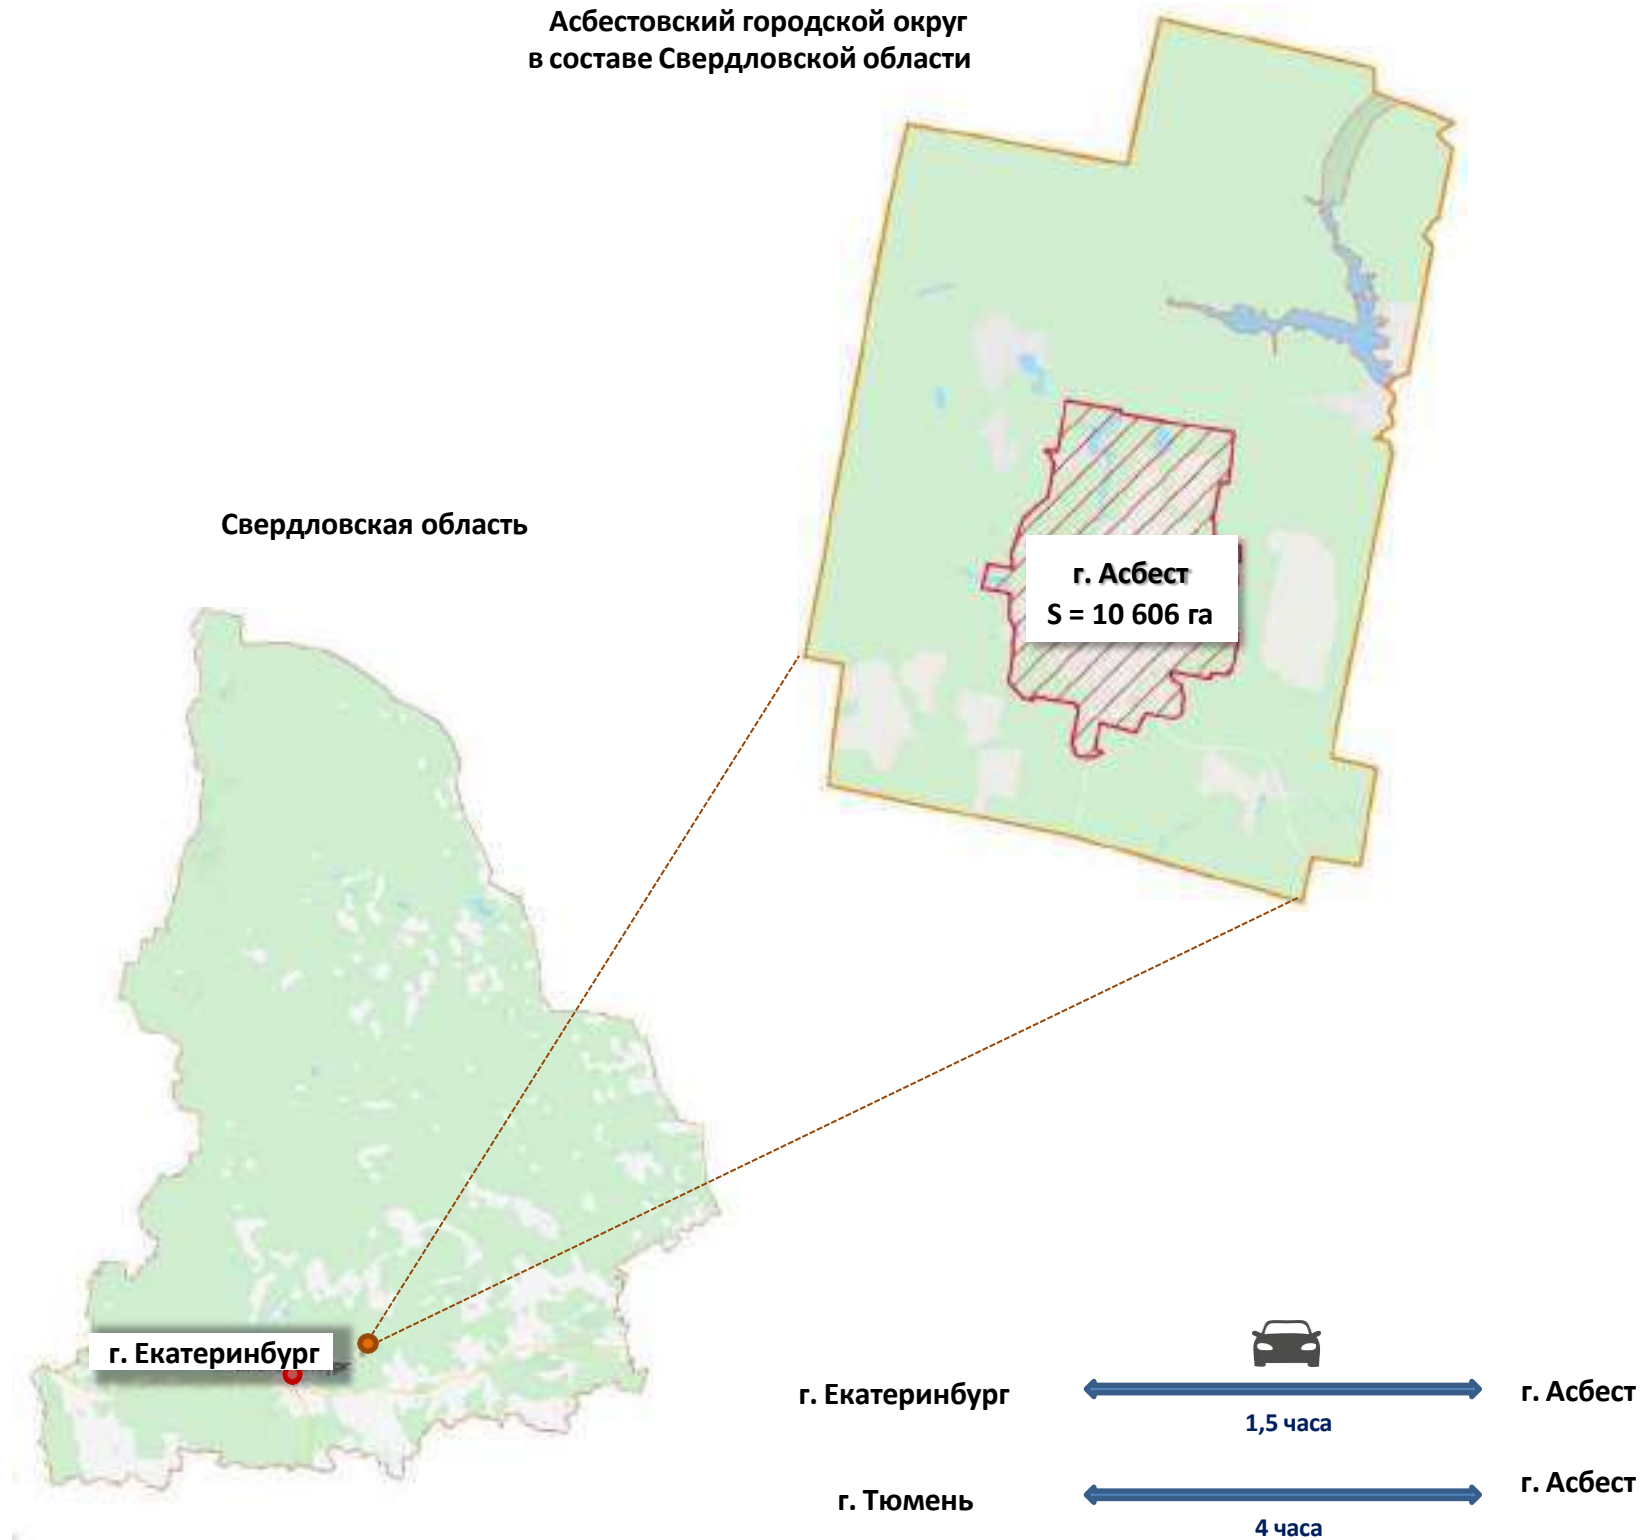 Асбестовский городской округ
в составе Свердловской области
Свердловская область
г. Асбест
S = 10 606 га
г. Екатеринбург
г. Екатеринбург
г. Асбест
1,5 часа
г. Тюмень
г. Асбест
4 часа